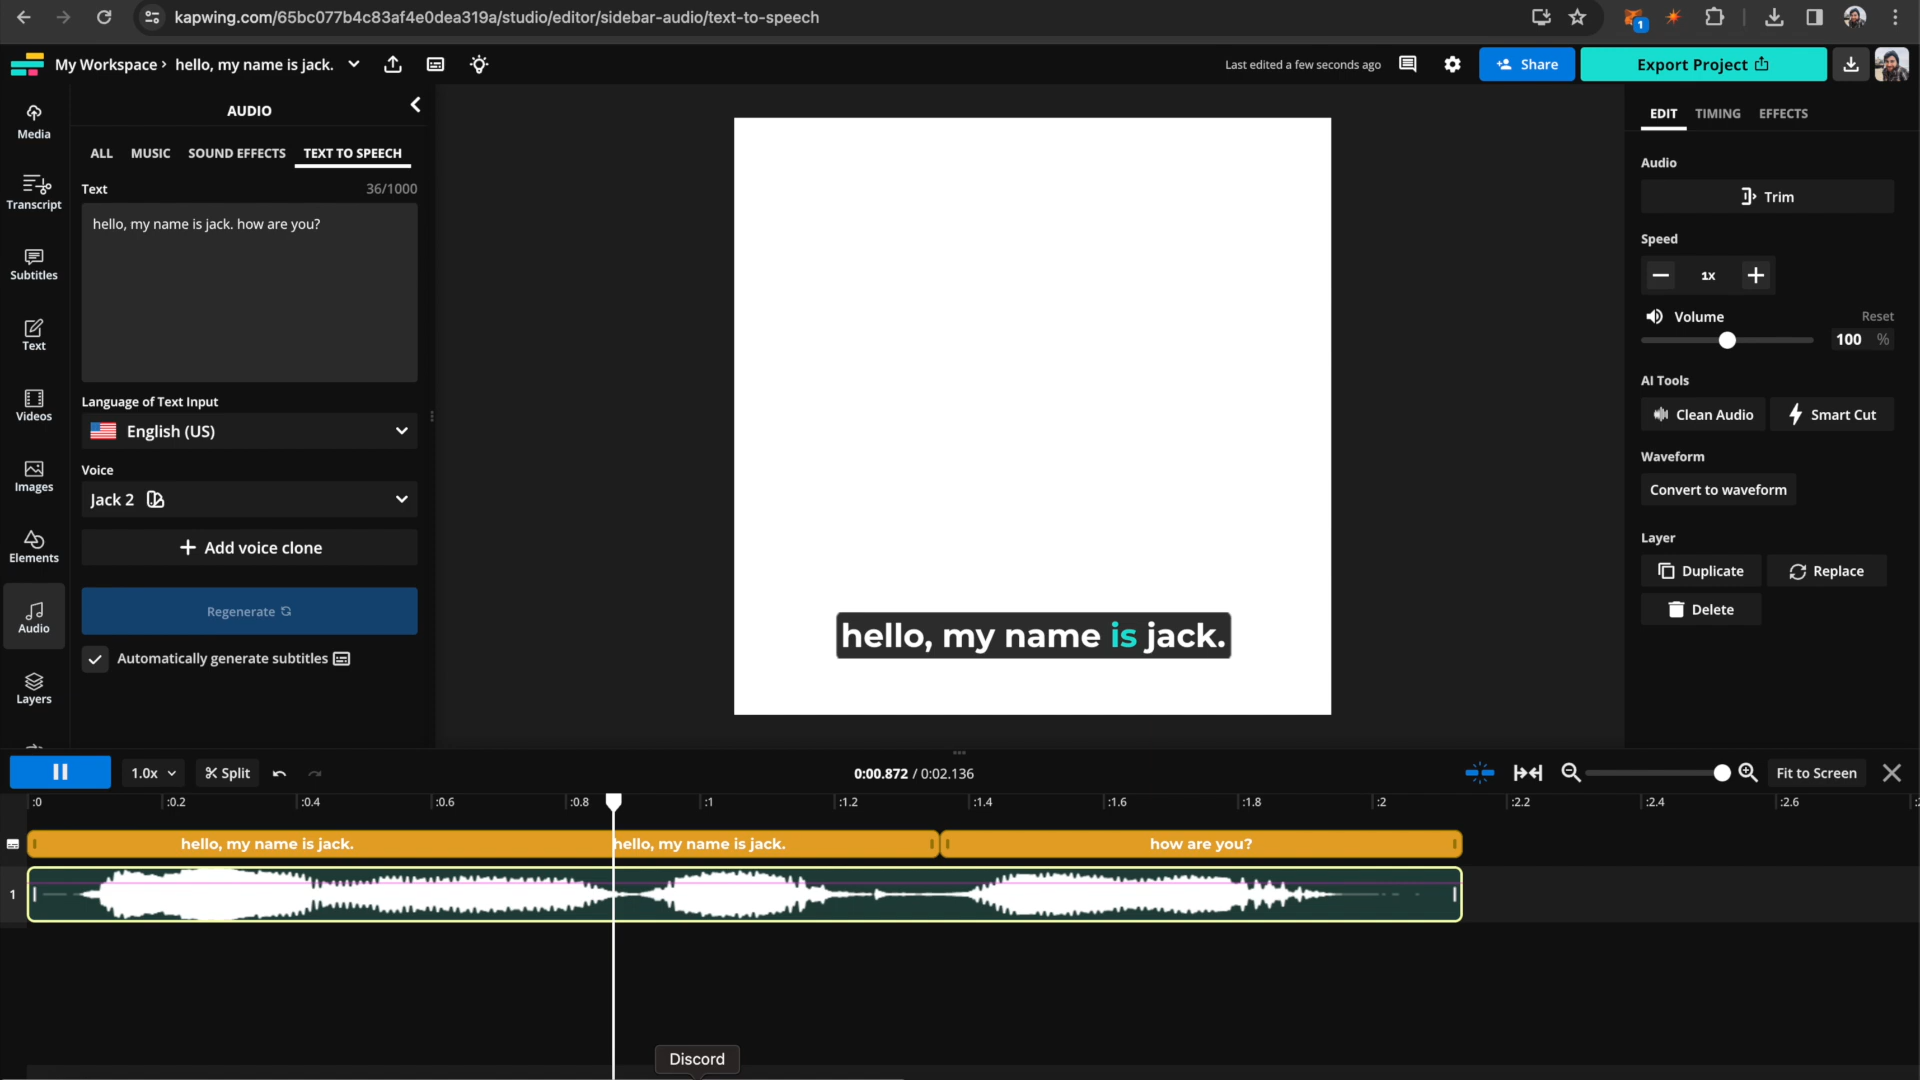 kapwing.com/65bc077b4c83af4e0dea319a/studio/editor/sidebar-audio/text-to-speech
1
My Workspace › hello, my name is jack.
Last edited a few seconds ago
Share
Export Project
Media
Transcript
Subtitles
Text
Videos
Images
Elements
Audio
Layers
AUDIO
ALL
MUSIC
SOUND EFFECTS
TEXT TO SPEECH
Text
36/1000
hello, my name is jack. how are you?
Language of Text Input
English (US)
Voice
Jack 2
+ Add voice clone
Regenerate
Automatically generate subtitles
hello, my name is jack.
EDIT
TIMING
EFFECTS
Audio
Trim
Speed
1x
Volume
Reset
100 %
AI Tools
Clean Audio
Smart Cut
Waveform
Convert to waveform
Layer
Duplicate
Replace
Delete
1.0x
Split
0:00.872 / 0:02.136
Fit to Screen
:0
:0.2
:0.4
:0.6
:0.8
:1
:1.2
:1.4
:1.6
:1.8
:2
:2.2
:2.4
:2.6
hello, my name is jack.
hello, my name is jack.
how are you?
1
Discord